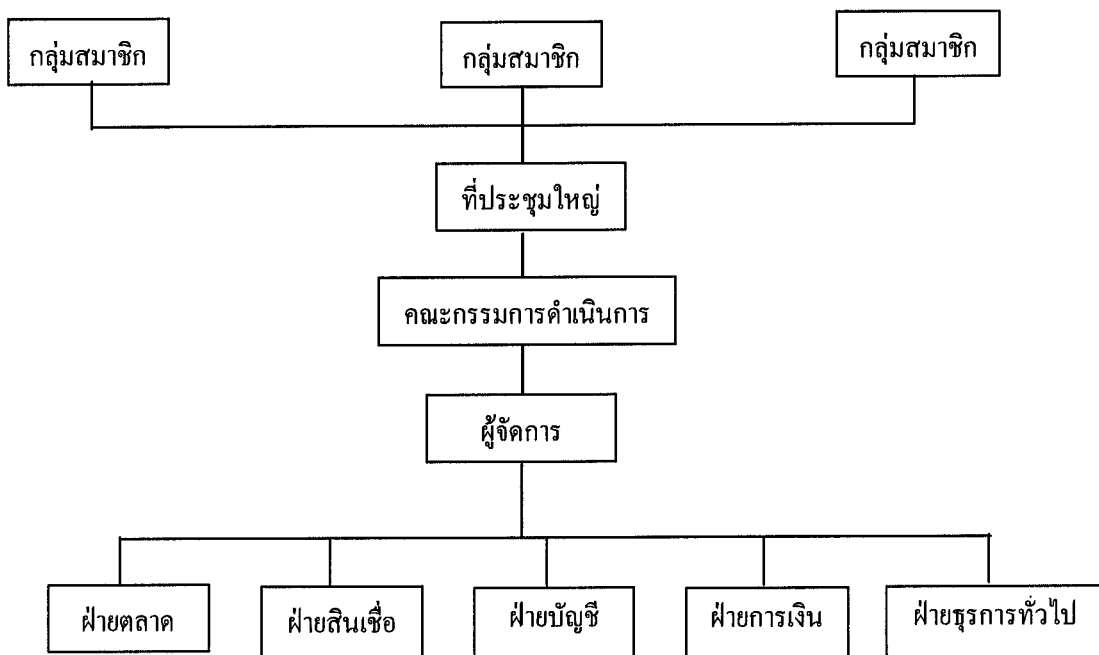 กลุ่มสมาชิก
กลุ่มสมาชิก
กลุ่มสมาชิก
ที่ประชุมใหญ่
คณะกรรมการดำเนินการ
ผู้จัดการ
ฝ่ายตลาด
ฝ่ายสินเชื่อ
ฝ่ายบัญชี
ฝ่ายการเงิน
ฝ่ายธุรการทั่วไป